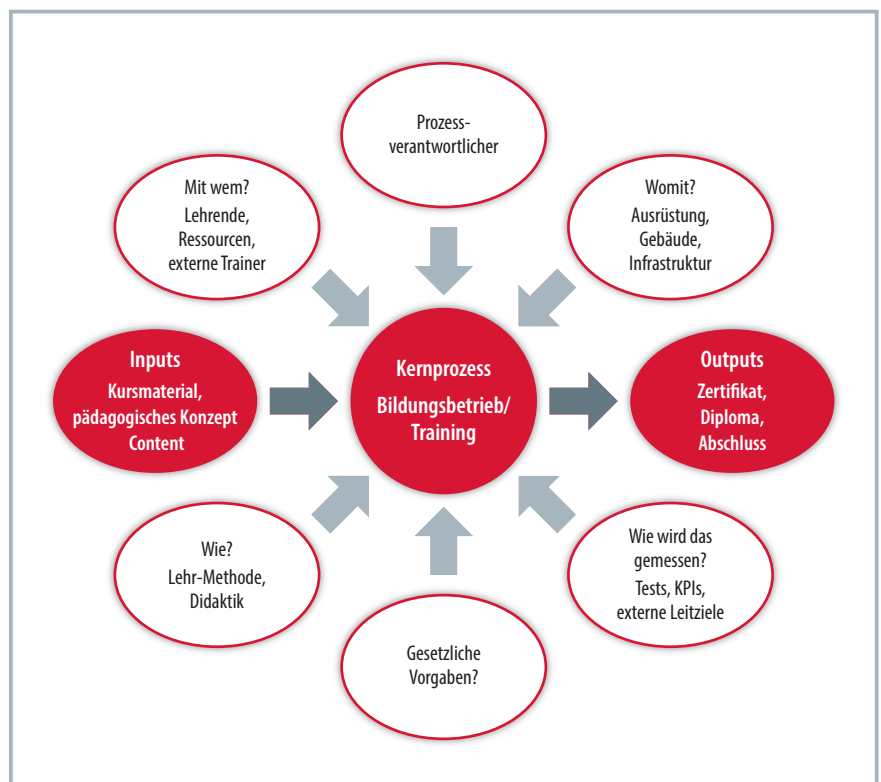 Prozess-
verantwortlicher
Mit wem?
Lehrende,
Ressourcen,
externe Trainer
Womit?
Ausrüstung,
Gebäude,
Infrastruktur
Inputs
Kursmaterial,
pädagogisches Konzept
Content
Kernprozess
Bildungsbetrieb/
Training
Outputs
Zertifikat,
Diploma,
Abschluss
Wie?
Lehr-Methode,
Didaktik
Wie wird das
gemessen?
Tests, KPIs,
externe Leitziele
Gesetzliche
Vorgaben?